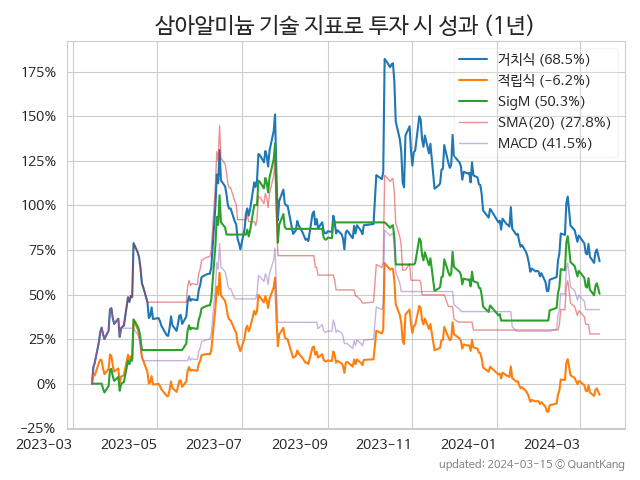 삼아알미늄 기술 지표로 투자 시 성과 (1년)
거치식 (68.5%)
적립식 (−6.2%)
SigM (50.3%)
SMA(20) (27.8%)
MACD (41.5%)
175%
150%
125%
100%
75%
50%
25%
0%
−25%
2023-03
2023-05
2023-07
2023-09
2023-11
2024-01
2024-03
updated: 2024-03-15 © QuantKang